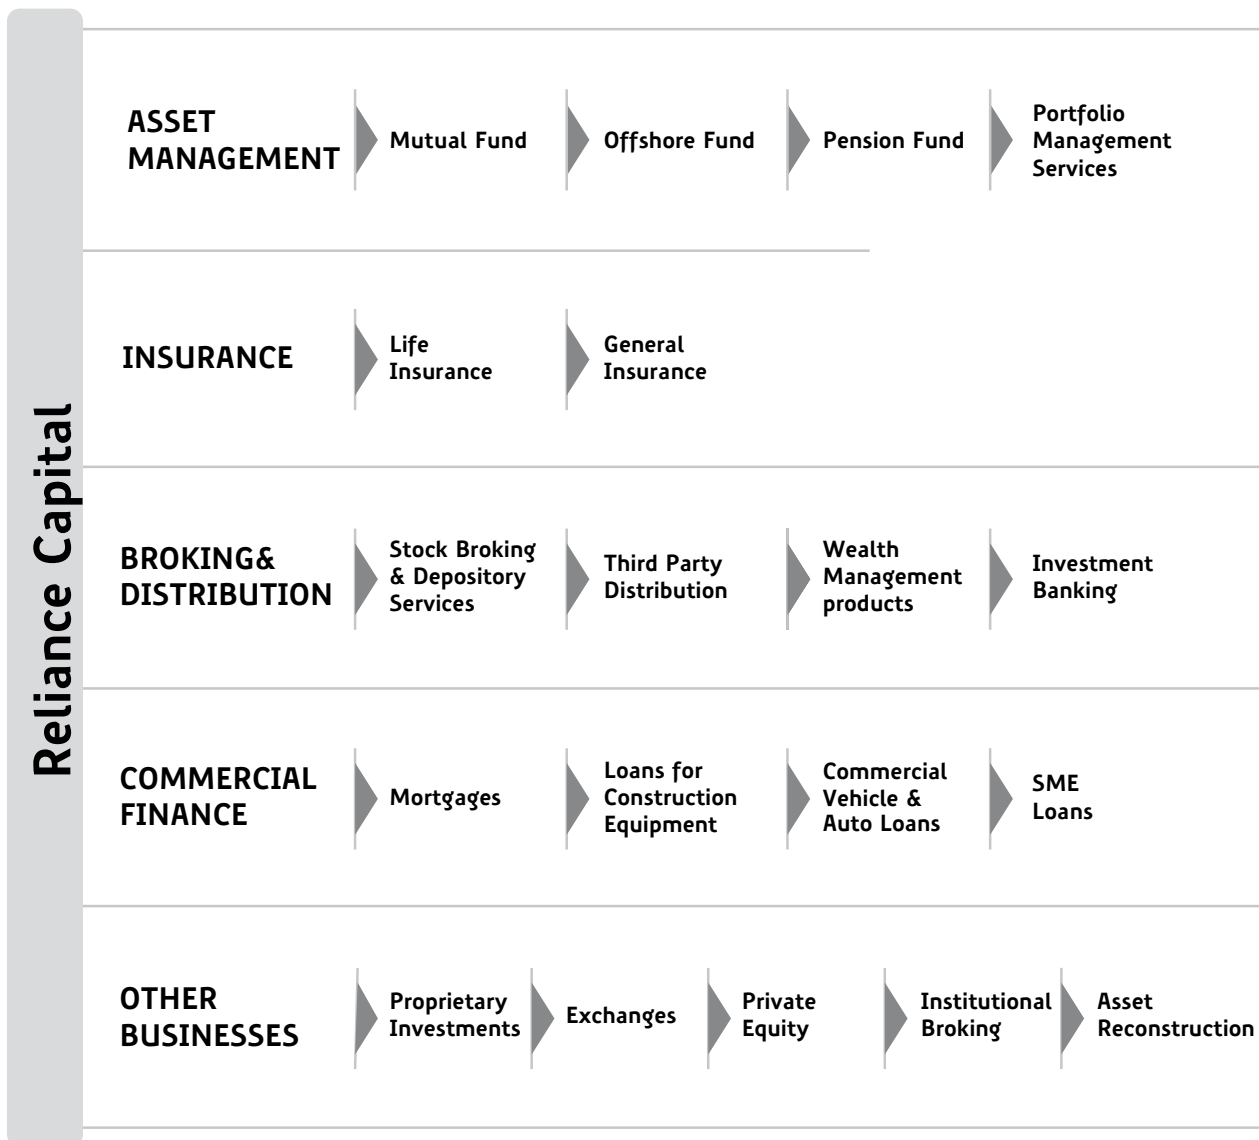 Reliance Capital
ASSET
MANAGEMENT
Mutual Fund
Offshore Fund
Pension Fund
Portfolio
Management
Services
INSURANCE
Life
Insurance
General
Insurance
BROKING&
DISTRIBUTION
Stock Broking
& Depository
Services
Third Party
Distribution
Wealth
Management
products
Investment
Banking
COMMERCIAL
FINANCE
Mortgages
Loans for
Construction
Equipment
Commercial
Vehicle &
Auto Loans
SME
Loans
OTHER
BUSINESSES
Proprietary
Investments
Exchanges
Private
Equity
Institutional
Broking
Asset
Reconstruction